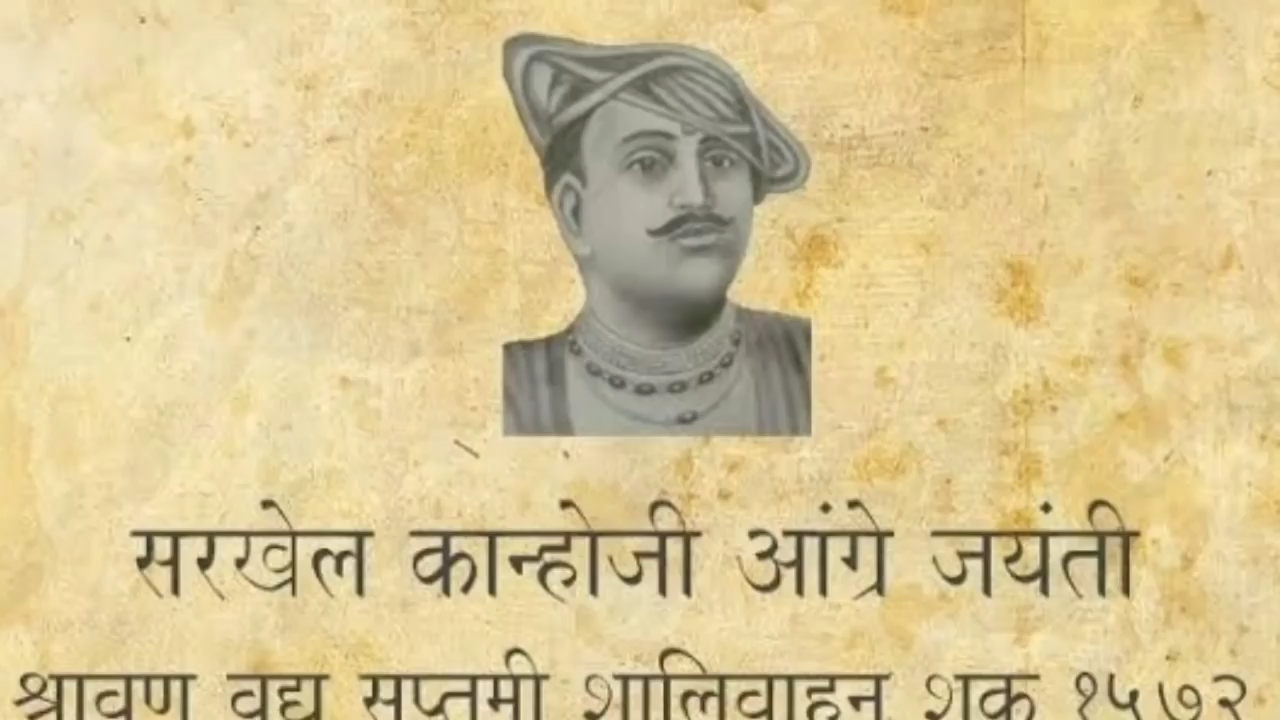 सरखेल कान्होजी आंग्रे जयंती
श्रावण वद्य सप्तमी शालिवाहन शक १५७२